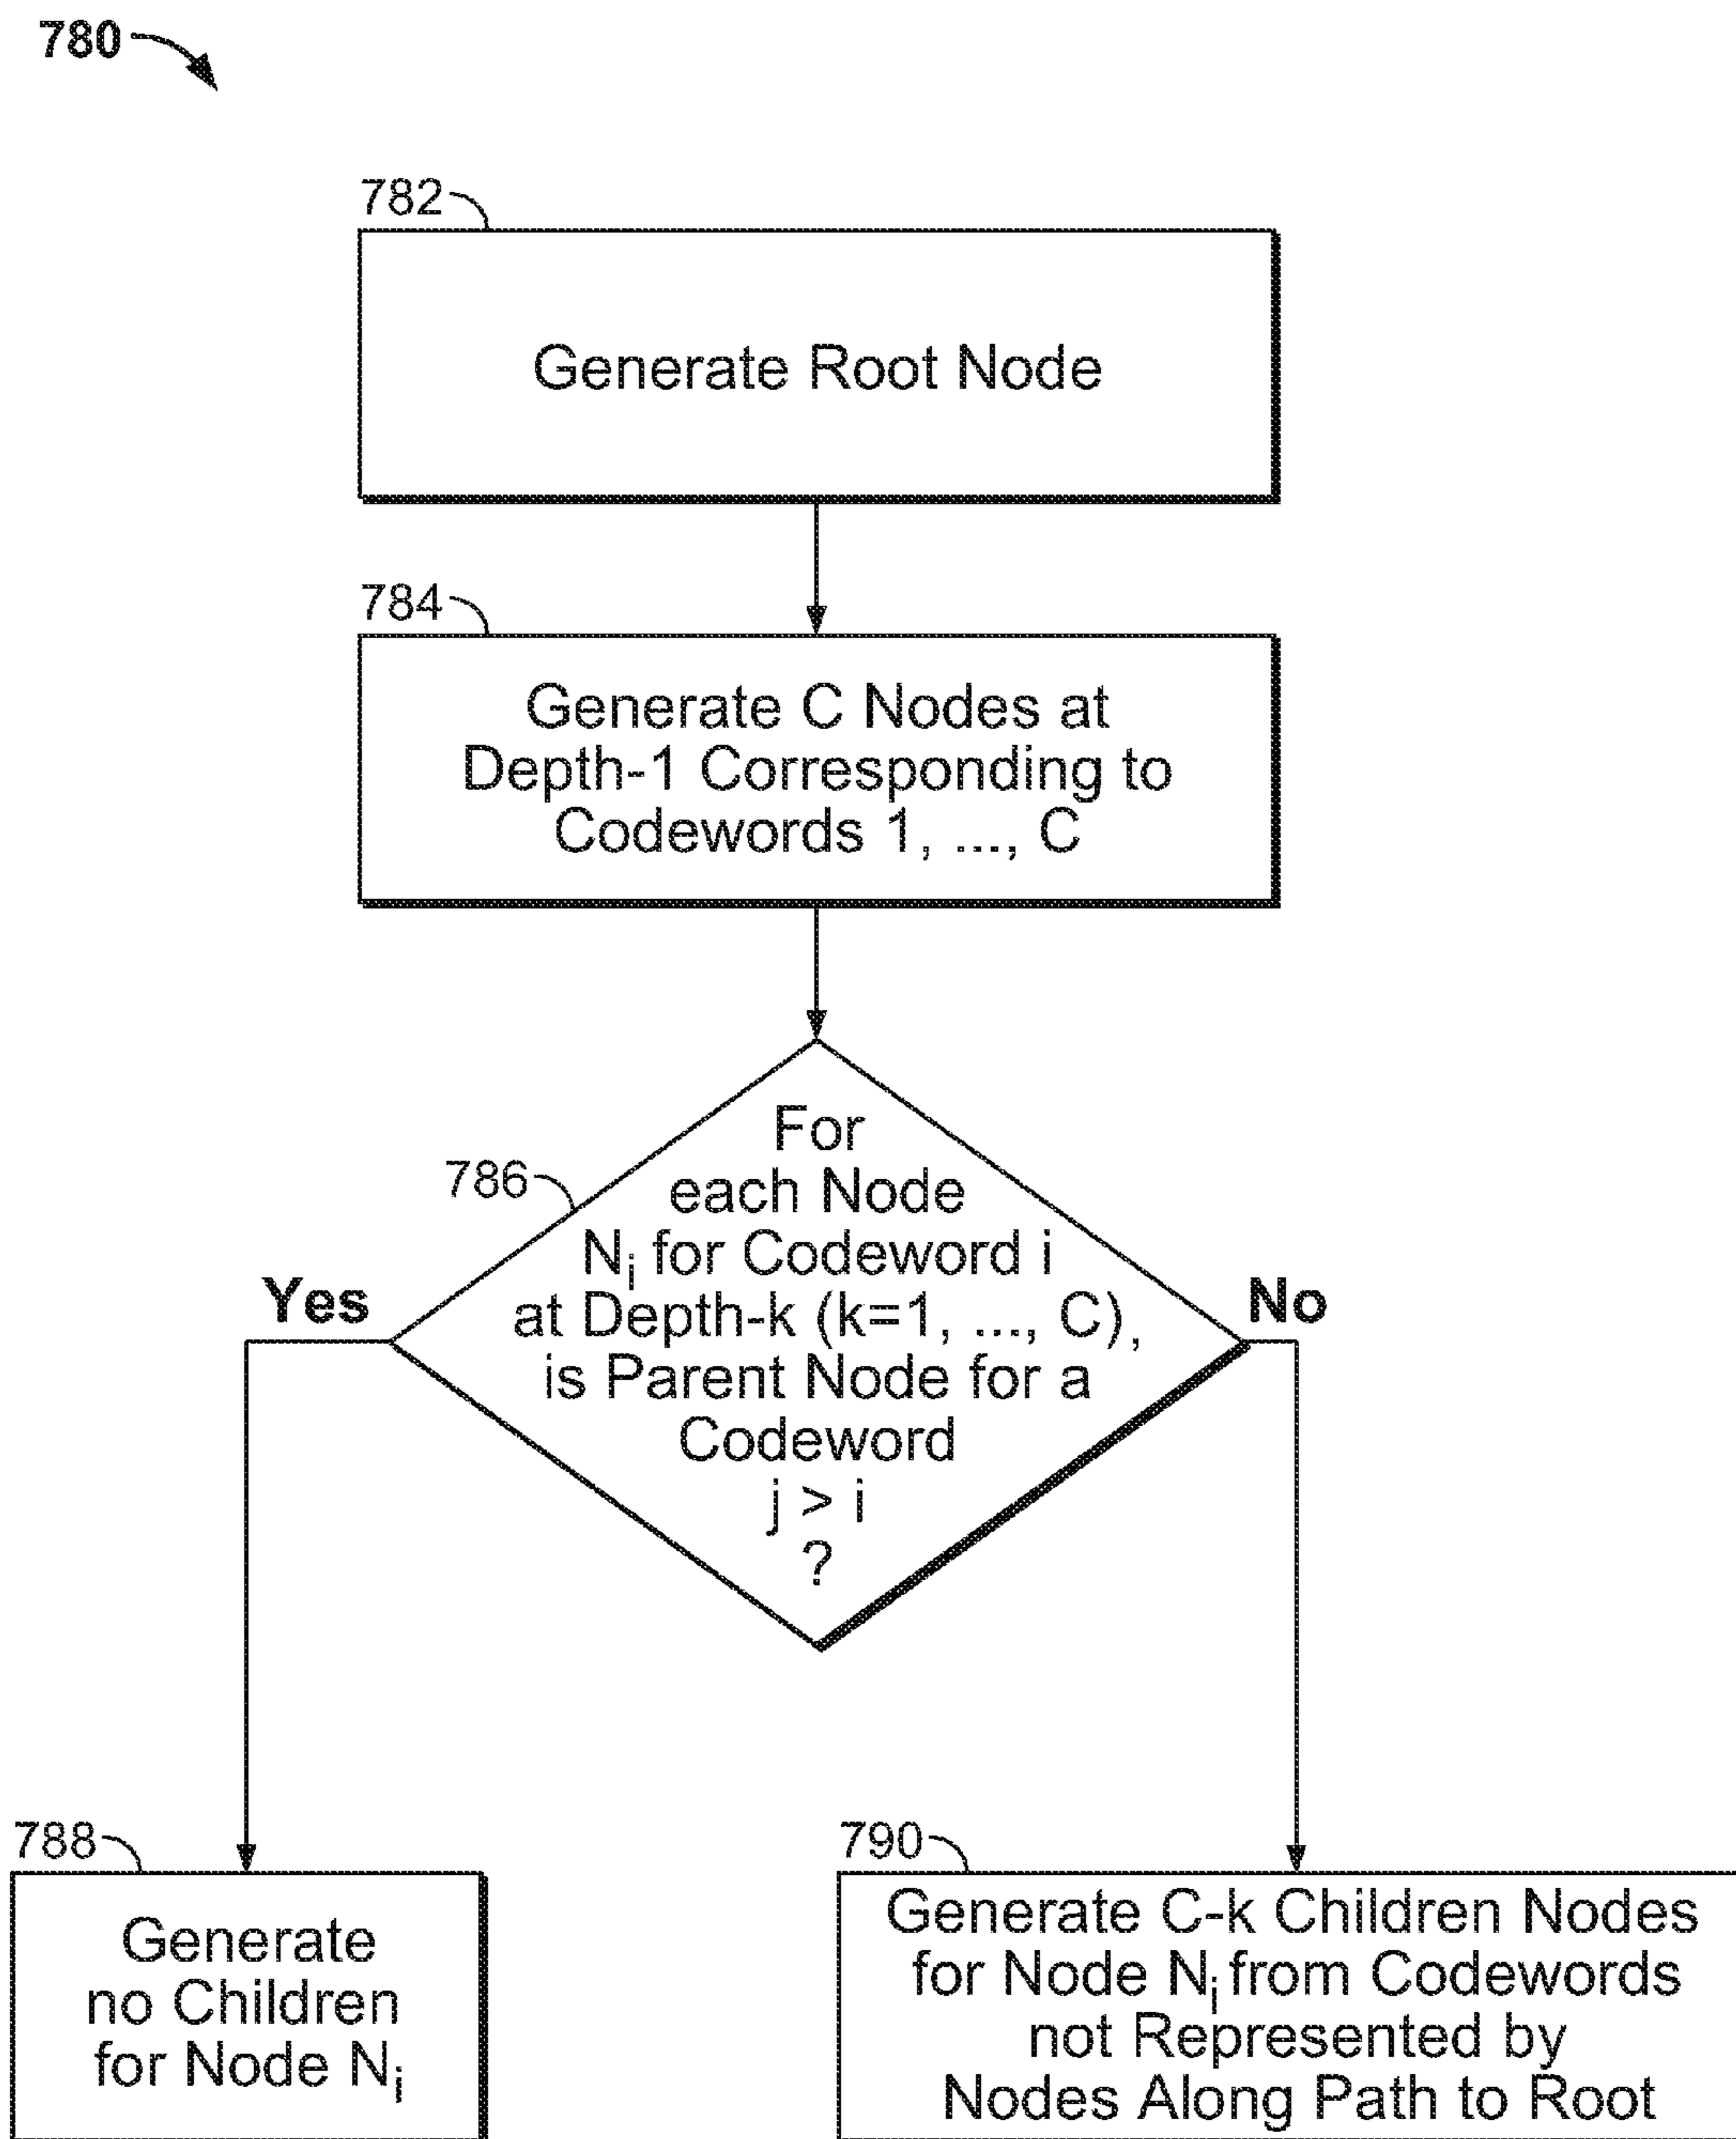 780
782
Generate Root Node
784
Generate C Nodes at
Depth-1 Corresponding to
Codewords 1, ..., C
786
For
each Node
Nᵢ for Codeword i
at Depth-k (k=1, ..., C),
is Parent Node for a
Codeword
j > i
?
Yes
No
788
Generate
no Children
for Node Nᵢ
790
Generate C-k Children Nodes
for Node Nᵢ from Codewords
not Represented by
Nodes Along Path to Root